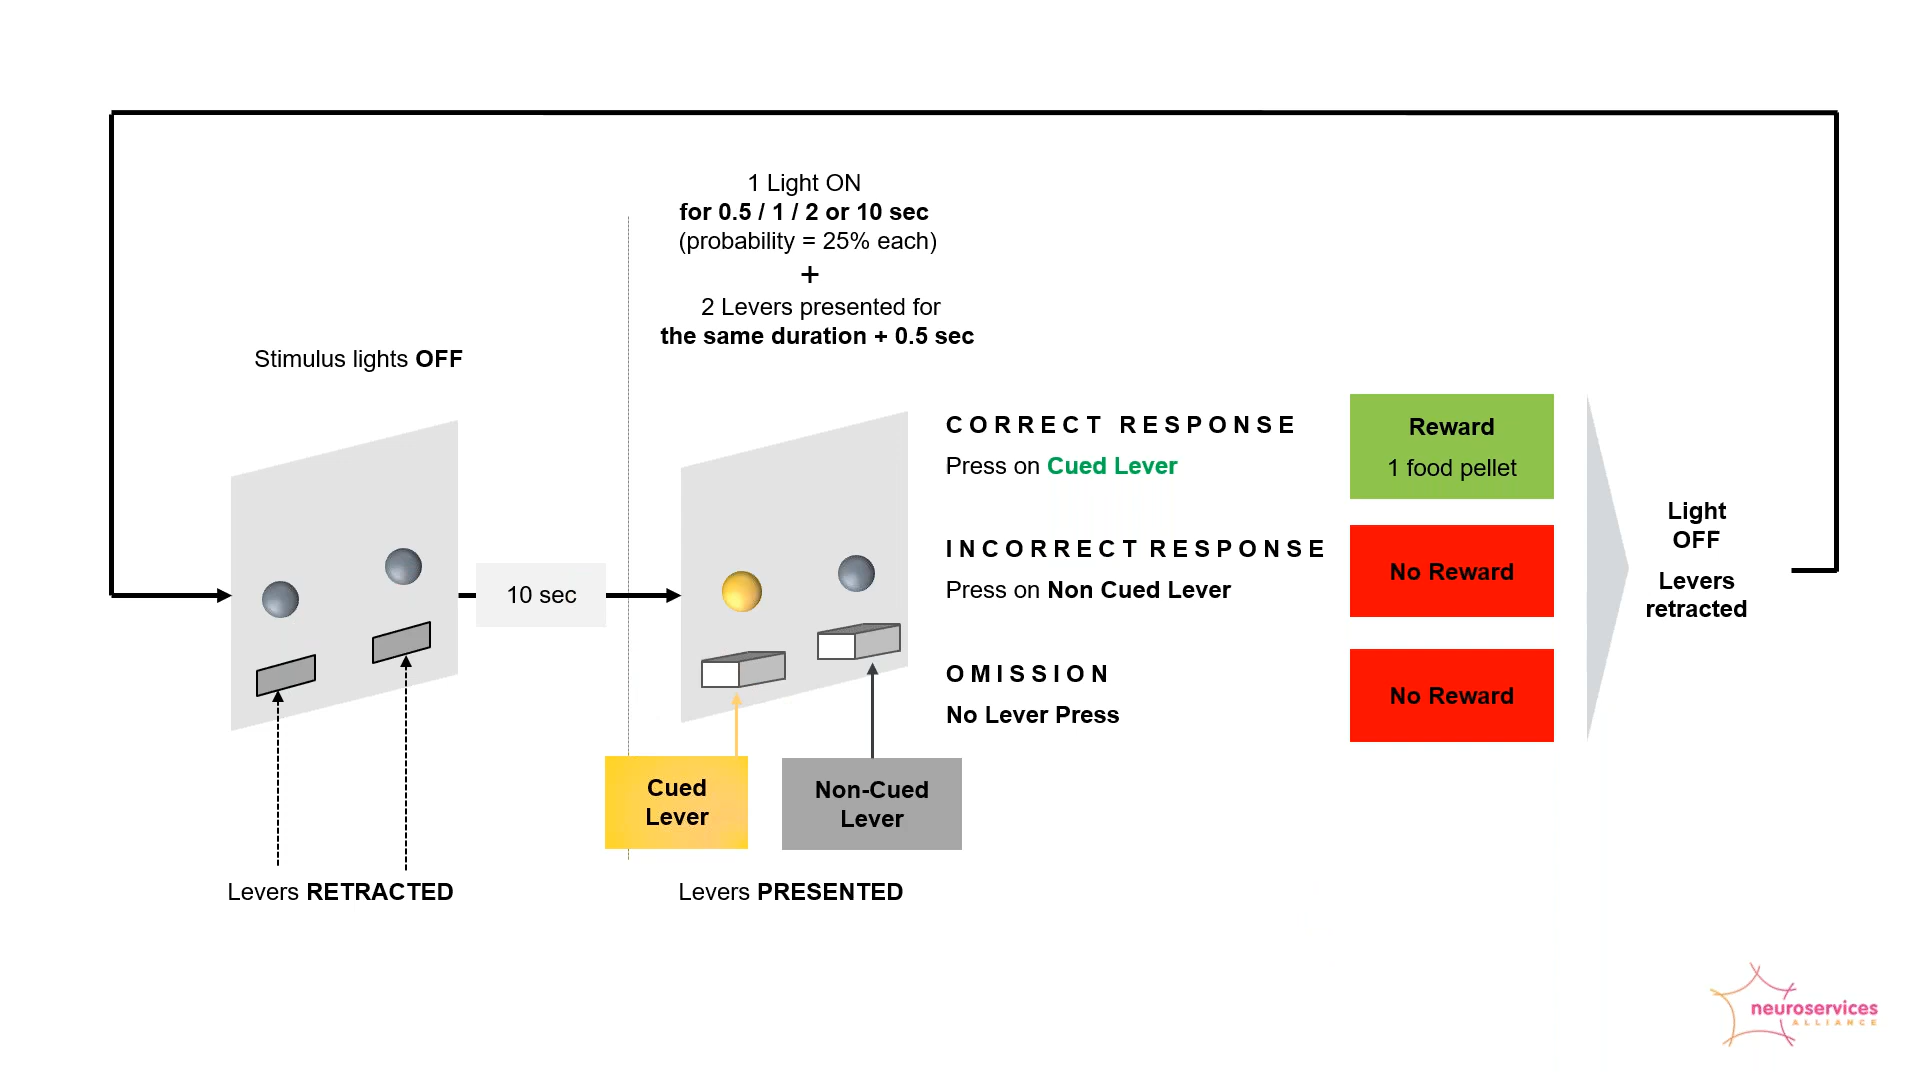 1 Light ON
for 0.5 / 1 / 2 or 10 sec
(probability = 25% each)
+
2 Levers presented for
the same duration + 0.5 sec
Stimulus lights OFF
10 sec
Levers RETRACTED
Cued
Lever
Non-Cued
Lever
Levers PRESENTED
CORRECT RESPONSE
Press on Cued Lever
Reward
1 food pellet
INCORRECT RESPONSE
Press on Non Cued Lever
No Reward
OMISSION
No Lever Press
No Reward
Light
OFF
Levers
retracted
neuroservices
ALLIANCE